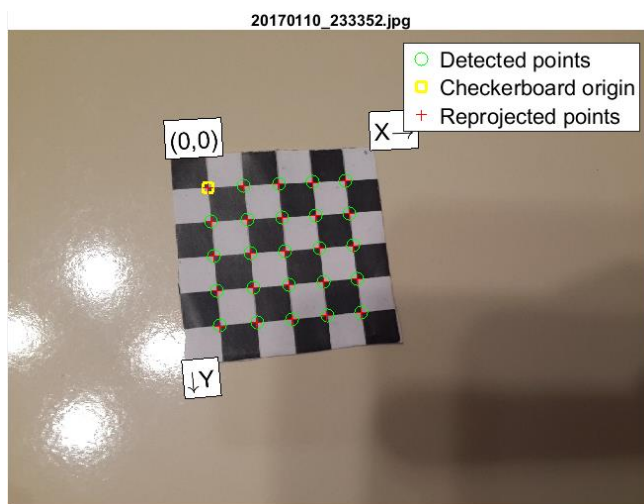 20170110_233352.jpg
Detected points
Checkerboard origin
Reprojected points
(0,0)
X→
↓Y